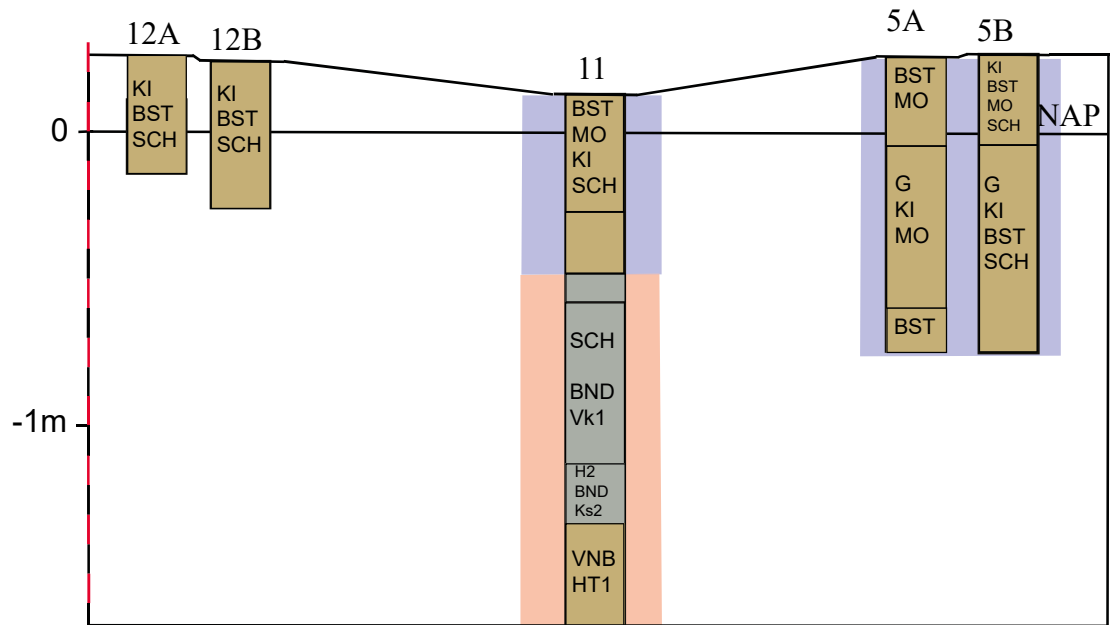 12A
12B
11
5A
5B
0
-1m
NAP
KI
BST
SCH
KI
BST
SCH
BST
MO
KI
SCH
SCH
BND
Vk1
H2
BND
Ks2
VNB
HT1
BST
MO
G
KI
MO
BST
KI
BST
MO
SCH
G
KI
BST
SCH